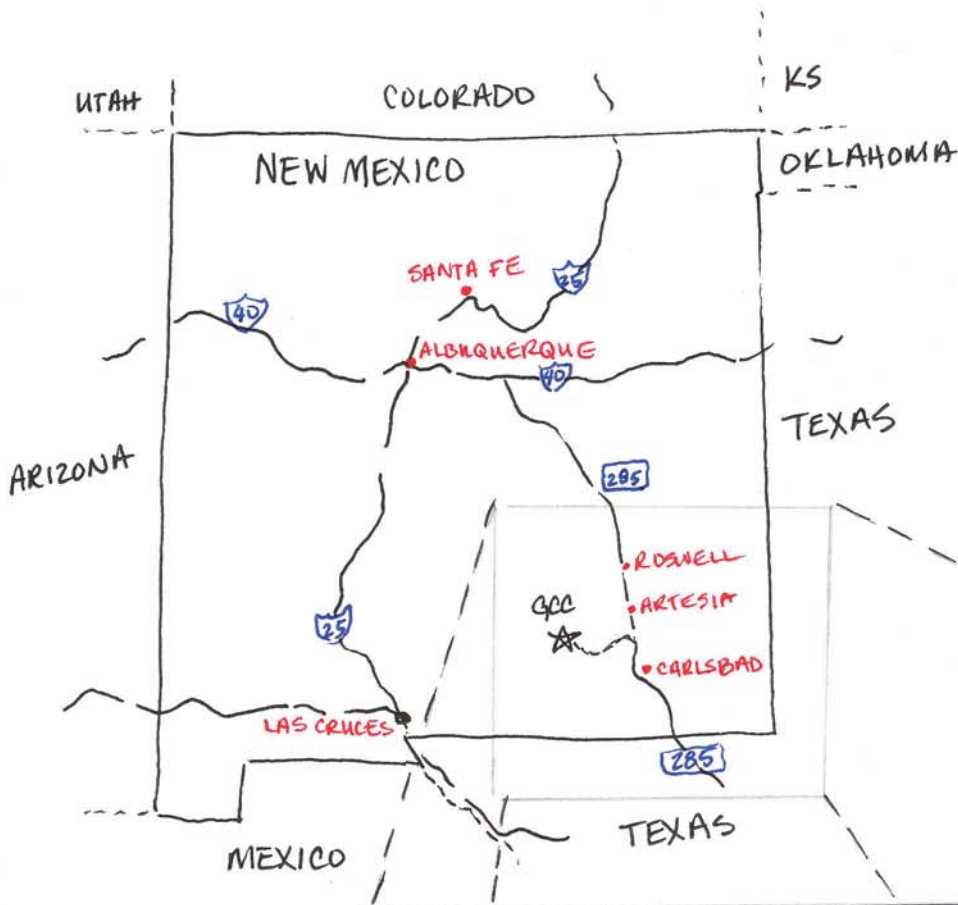 KS
UTAH
COLORADO
OKLAHOMA
NEW MEXICO
SANTA FE
25
40
ALBUQUERQUE
40
TEXAS
ARIZONA
285
ROSWELL
GCC
ARTESIA
25
CARLSBAD
LAS CRUCES
285
TEXAS
MEXICO